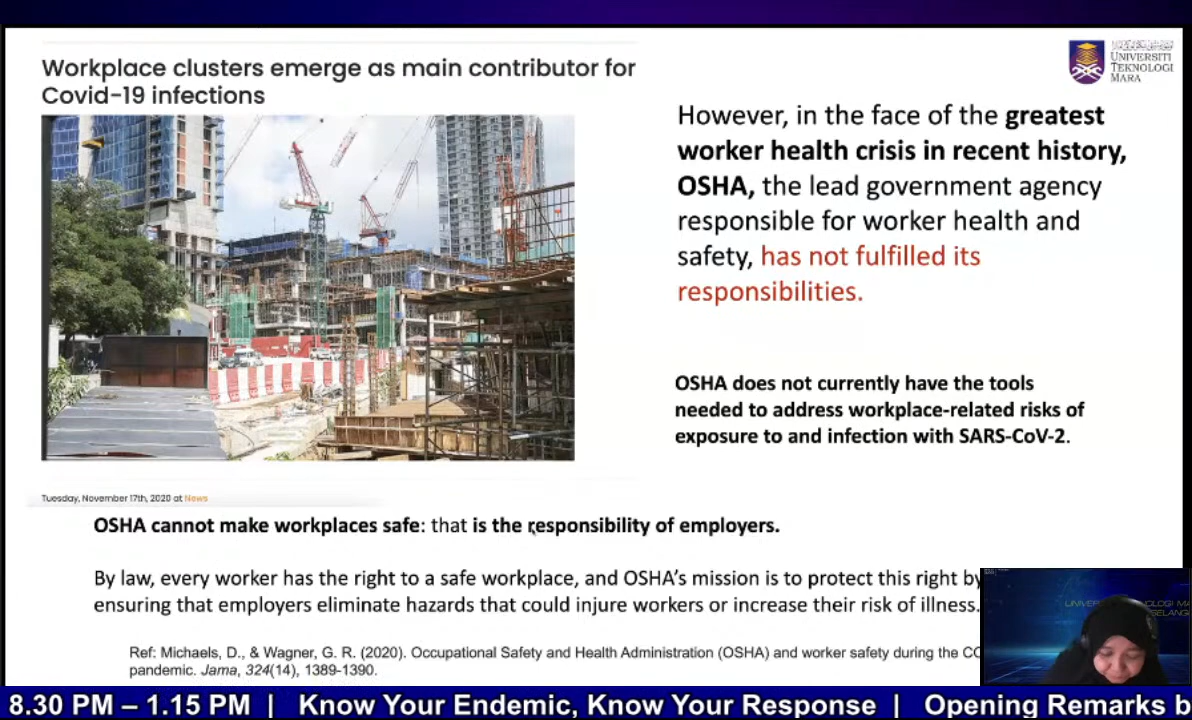 Workplace clusters emerge as main contributor for
Covid-19 infections
UNIVERSITI
TEKNOLOGI
MARA
However, in the face of the greatest
worker health crisis in recent history,
OSHA, the lead government agency
responsible for worker health and
safety, has not fulfilled its
responsibilities.
OSHA does not currently have the tools
needed to address workplace-related risks of
exposure to and infection with SARS-CoV-2.
Tuesday, November 17th, 2020 at News
OSHA cannot make workplaces safe: that is the responsibility of employers.
By law, every worker has the right to a safe workplace, and OSHA's mission is to protect this right by
ensuring that employers eliminate hazards that could injure workers or increase their risk of illness.
Ref: Michaels, D., & Wagner, G. R. (2020). Occupational Safety and Health Administration (OSHA) and worker safety during the
pandemic. Jama, 324(14), 1389-1390.
8.30 PM – 1.15 PM | Know Your Endemic, Know Your Response | Opening Remarks b